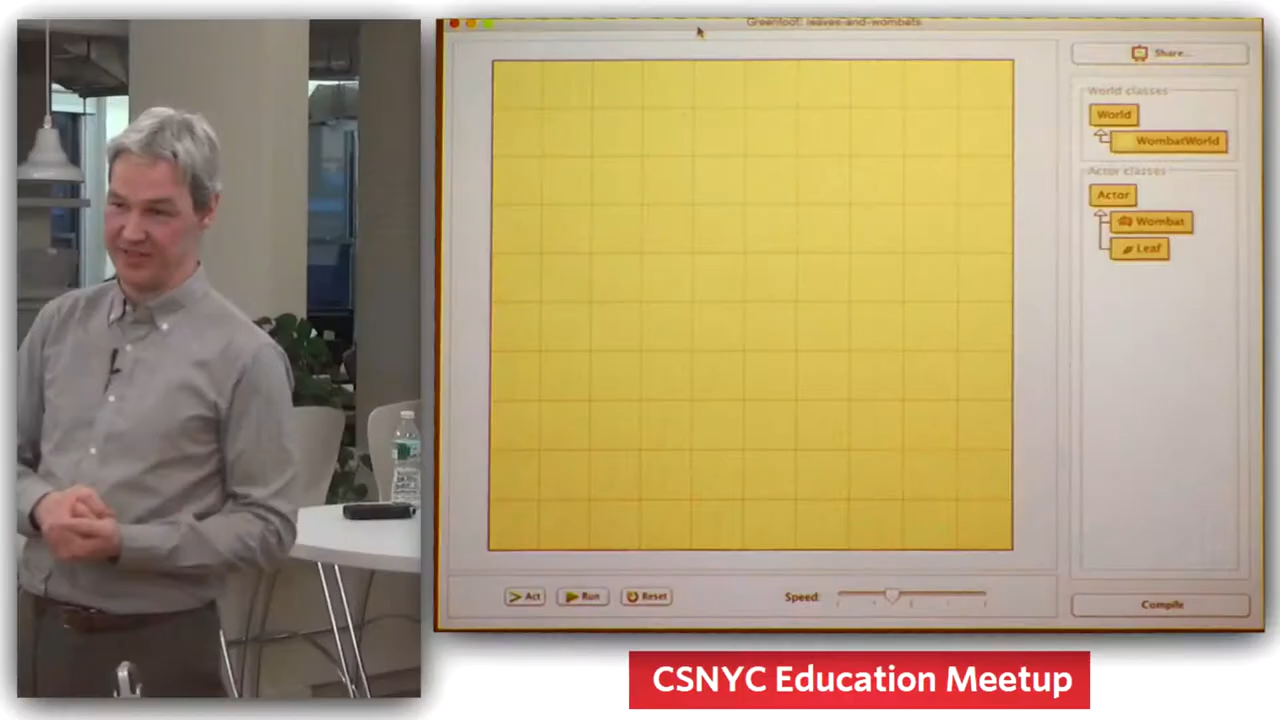 Greenfoot: leaves-and-wombats
Share...
World classes
World
WombatWorld
Actor classes
Actor
Wombat
Leaf
Act
Run
Reset
Speed:
Compile
CSNYC Education Meetup